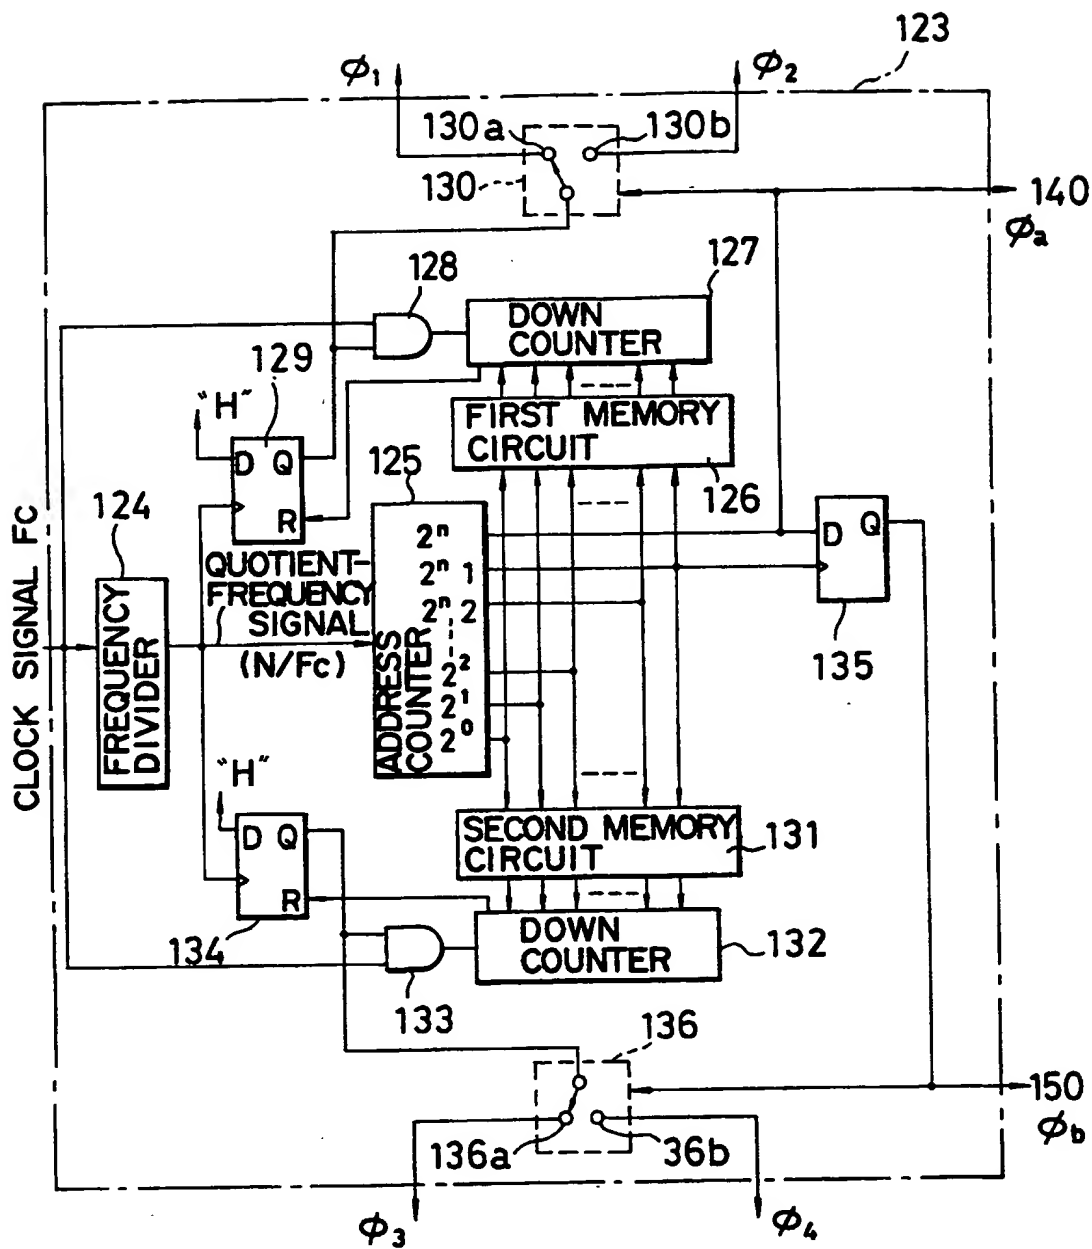 123
φ₁
φ₂
130a
130b
130
140
φa
128
127
DOWN
COUNTER
129
"H"
D Q
R
FIRST MEMORY
CIRCUIT
126
125
124
CLOCK SIGNAL Fc
FREQUENCY
DIVIDER
QUOTIENT-
FREQUENCY
SIGNAL
(N/Fc)
ADDRESS
COUNTER
2ⁿ
2ⁿ 1
2ⁿ 2
2²
2¹
2⁰
D Q
135
"H"
D Q
R
134
SECOND MEMORY
CIRCUIT
131
DOWN
COUNTER
132
133
136
136a
36b
150
φb
φ₃
φ₄